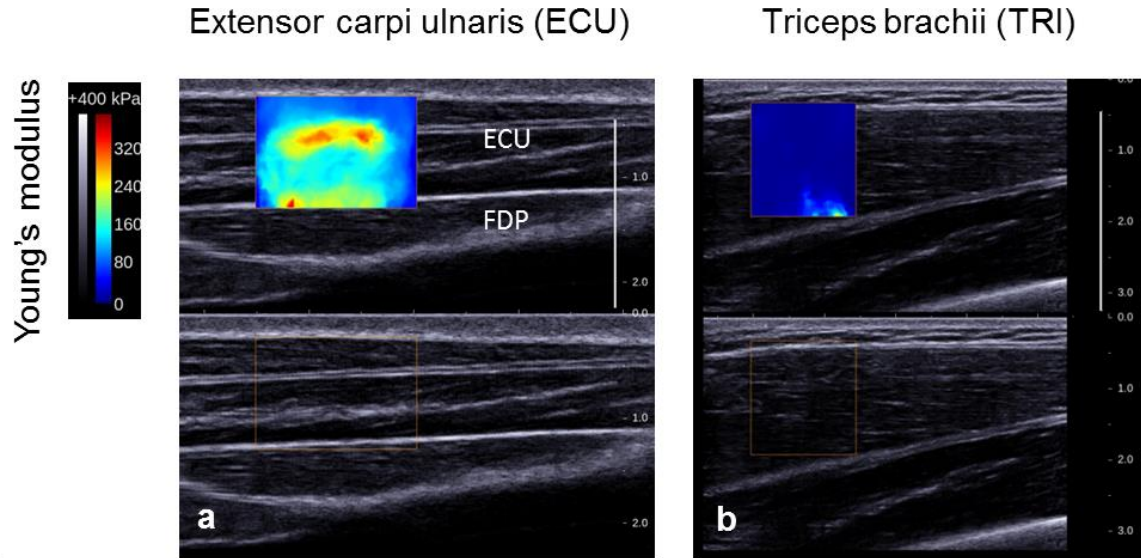 Extensor carpi ulnaris (ECU)
Triceps brachii (TRI)
Young's modulus
+400 kPa
320
240
160
80
0
ECU
FDP
1.0
2.0
0.0
1.0
2.0
a
0.0
1.0
2.0
3.0
0.0
1.0
2.0
3.0
b